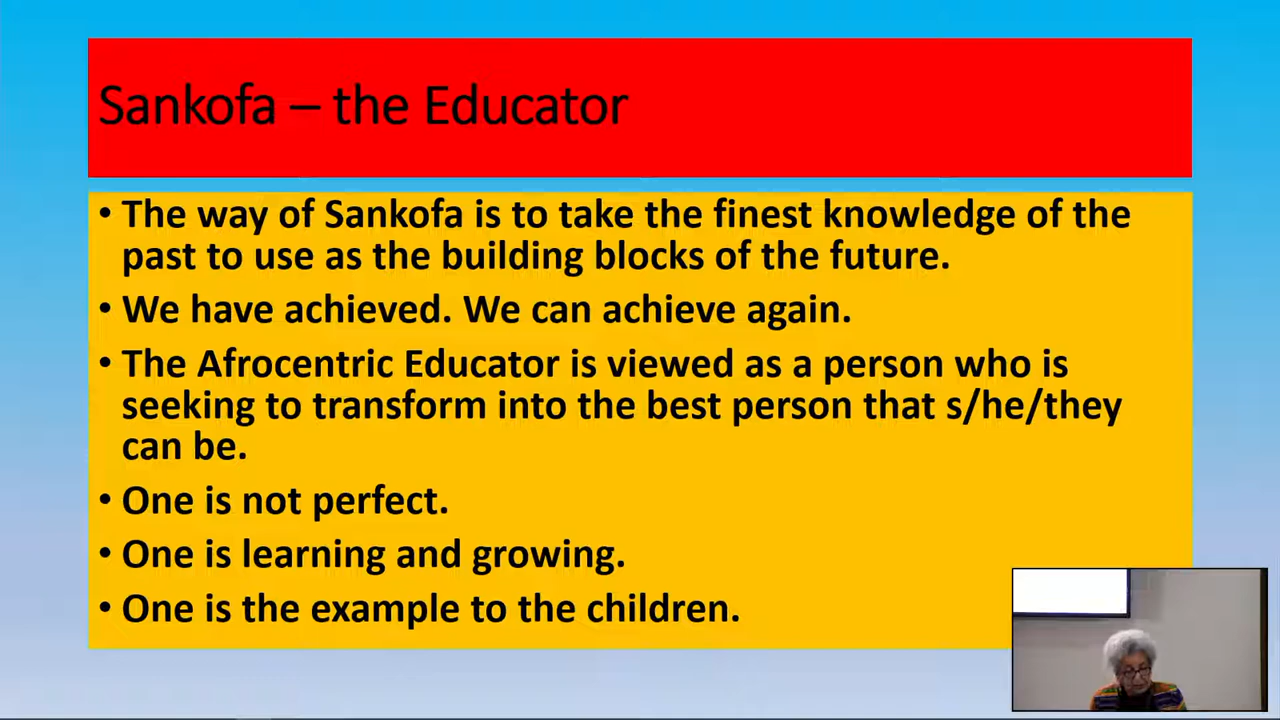 Sankofa – the Educator
• The way of Sankofa is to take the finest knowledge of the
past to use as the building blocks of the future.
• We have achieved. We can achieve again.
• The Afrocentric Educator is viewed as a person who is
seeking to transform into the best person that s/he/they
can be.
• One is not perfect.
• One is learning and growing.
• One is the example to the children.